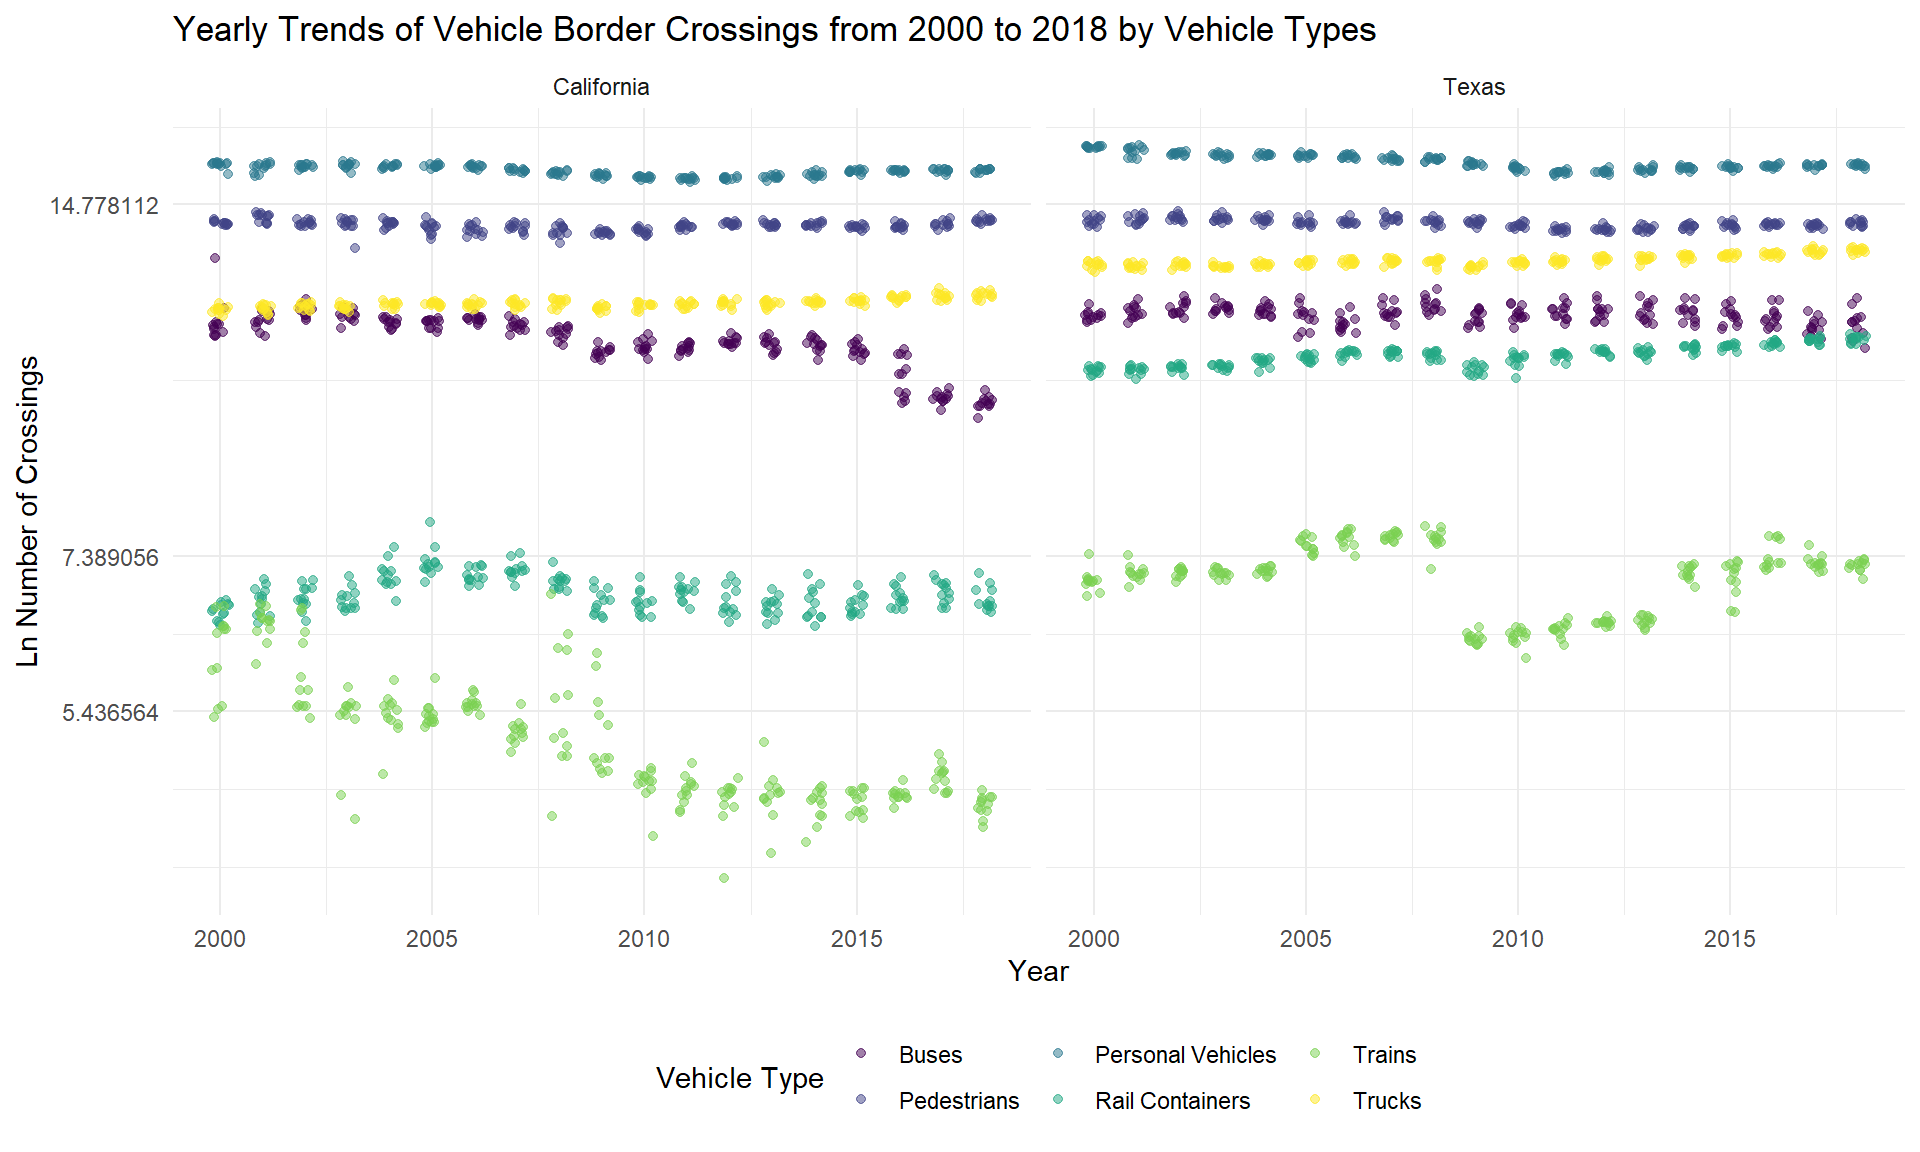 Yearly Trends of Vehicle Border Crossings from 2000 to 2018 by Vehicle Types
California
Texas
Ln Number of Crossings
14.778112
7.389056
5.436564
2000 2005 2010 2015
2000 2005 2010 2015
Year
Vehicle Type
Buses Personal Vehicles Trains
Pedestrians Rail Containers Trucks